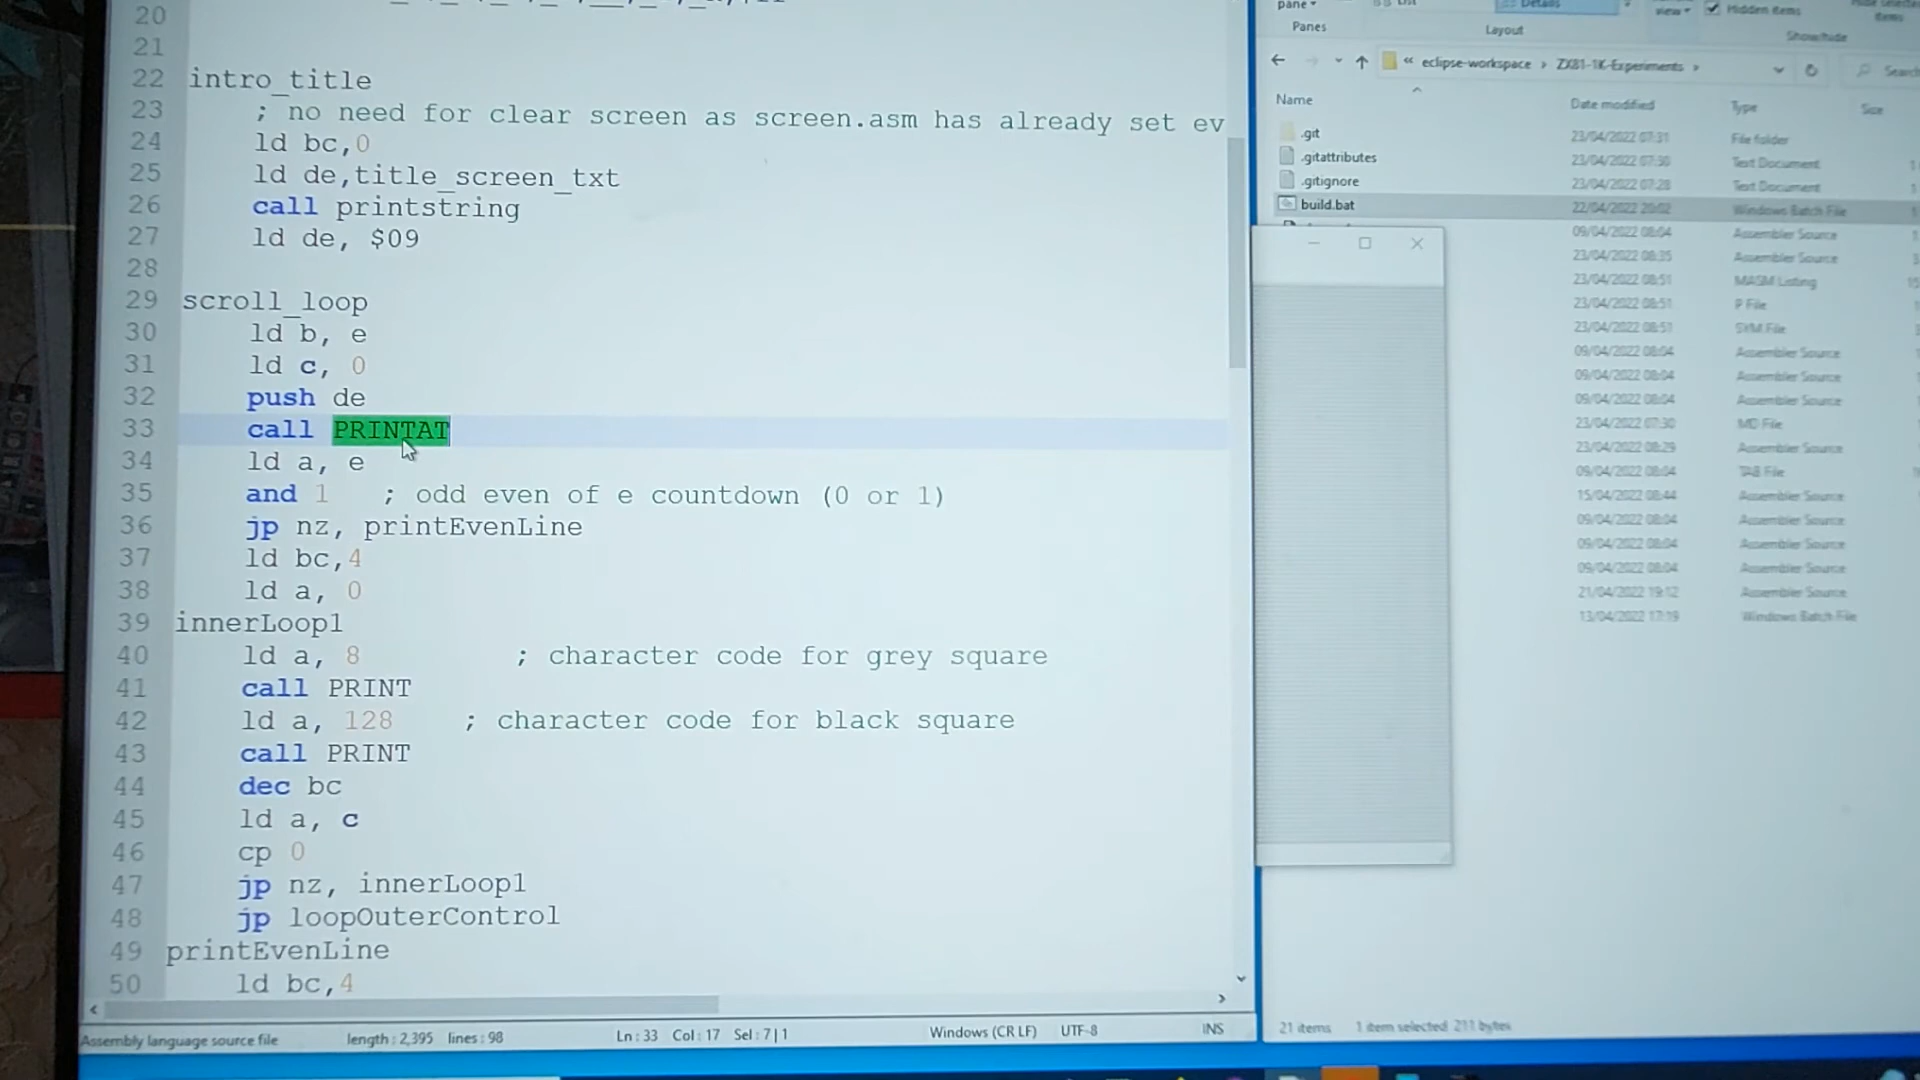 20
21
22 intro_title
23 ; no need for clear screen as screen.asm has already set ev
24 ld bc,0
25 ld de,title_screen_txt
26 call printstring
27 ld de, $09
28
29 scroll_loop
30 ld b, e
31 ld c, 0
32 push de
33 call PRINTAT
34 ld a, e
35 and 1 ; odd even of e countdown (0 or 1)
36 jp nz, printEvenLine
37 ld bc,4
38 ld a, 0
39 innerLoop1
40 ld a, 8 ; character code for grey square
41 call PRINT
42 ld a, 128 ; character code for black square
43 call PRINT
44 dec bc
45 ld a, c
46 cp 0
47 jp nz, innerLoop1
48 jp loopOuterControl
49 printEvenLine
50 ld bc,4
Assembly language source file length : 2,395 lines : 98 Ln : 33 Col : 17 Sel : 7 | 1 Windows (CR LF) UTF-8 INS
pane
Details
view
Hidden items
Panes
Layout
Show/hide
« eclipse-workspace › ZX81-1K-Experiments ›
Search
Name Date modified Type Size
.git 23/04/2022 07:31 File folder
.gitattributes 23/04/2022 07:30 Text Document
.gitignore 23/04/2022 07:28 Text Document
build.bat 22/04/2022 20:02 Windows Batch File
09/04/2022 08:04 Assembler Source
23/04/2022 08:35 Assembler Source
23/04/2022 08:51 MASM Listing
23/04/2022 08:51 P File
23/04/2022 08:51 SYM File
09/04/2022 08:04 Assembler Source
09/04/2022 08:04 Assembler Source
09/04/2022 08:04 Assembler Source
23/04/2022 07:30 MD File
23/04/2022 08:29 Assembler Source
09/04/2022 08:04 TAB File
15/04/2022 08:44 Assembler Source
09/04/2022 08:04 Assembler Source
09/04/2022 08:04 Assembler Source
09/04/2022 08:04 Assembler Source
21/04/2022 19:12 Assembler Source
13/04/2022 17:19 Windows Batch File
21 items 1 item selected 211 bytes